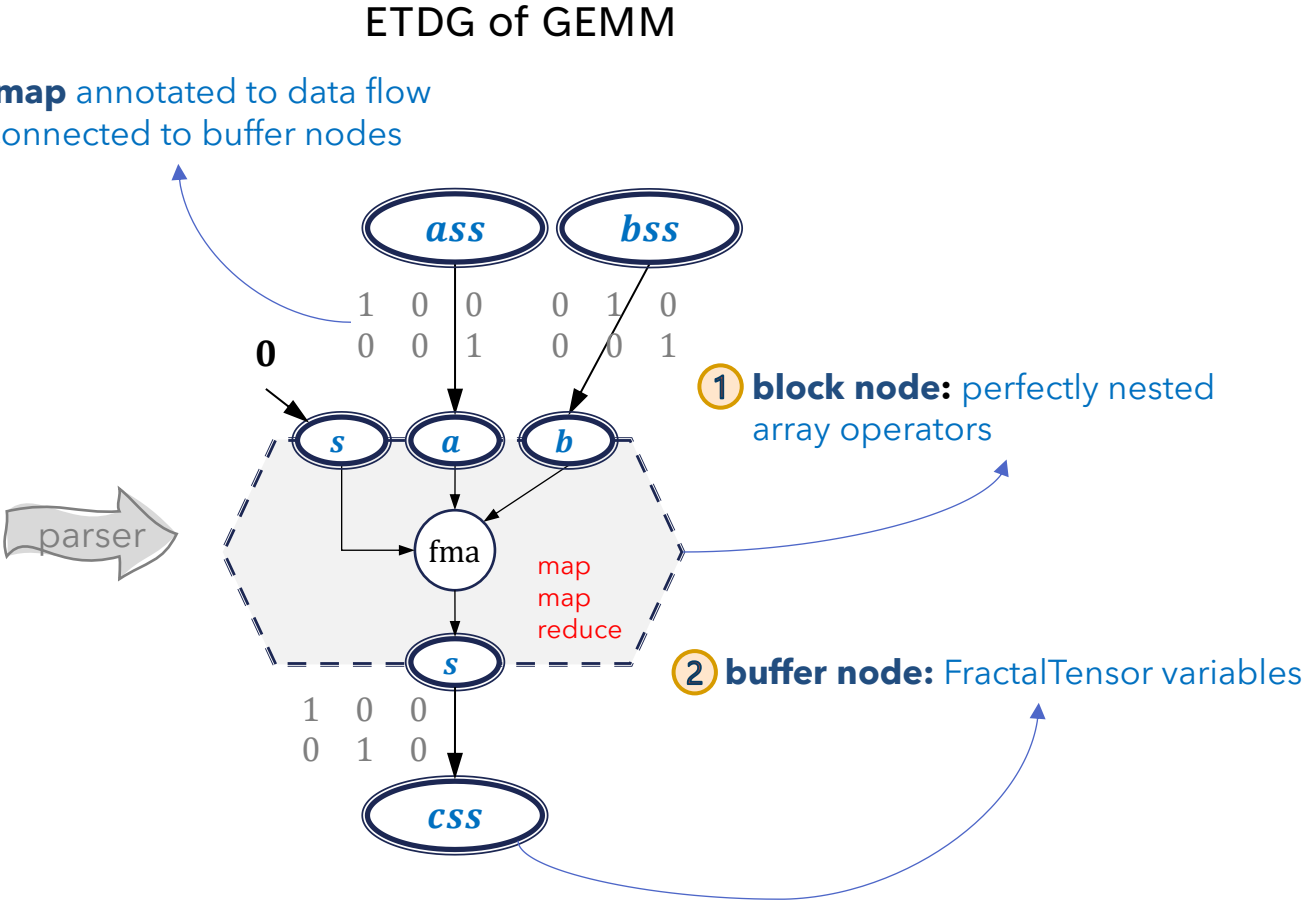 ETDG of GEMM
map annotated to data flow
onnected to buffer nodes
ass
bss
1 0 0
0 0 1
0 1 0
0 0 1
0
s
a
b
1 block node: perfectly nested
array operators
parser
fma
map
map
reduce
s
2 buffer node: FractalTensor variables
1 0 0
0 1 0
css